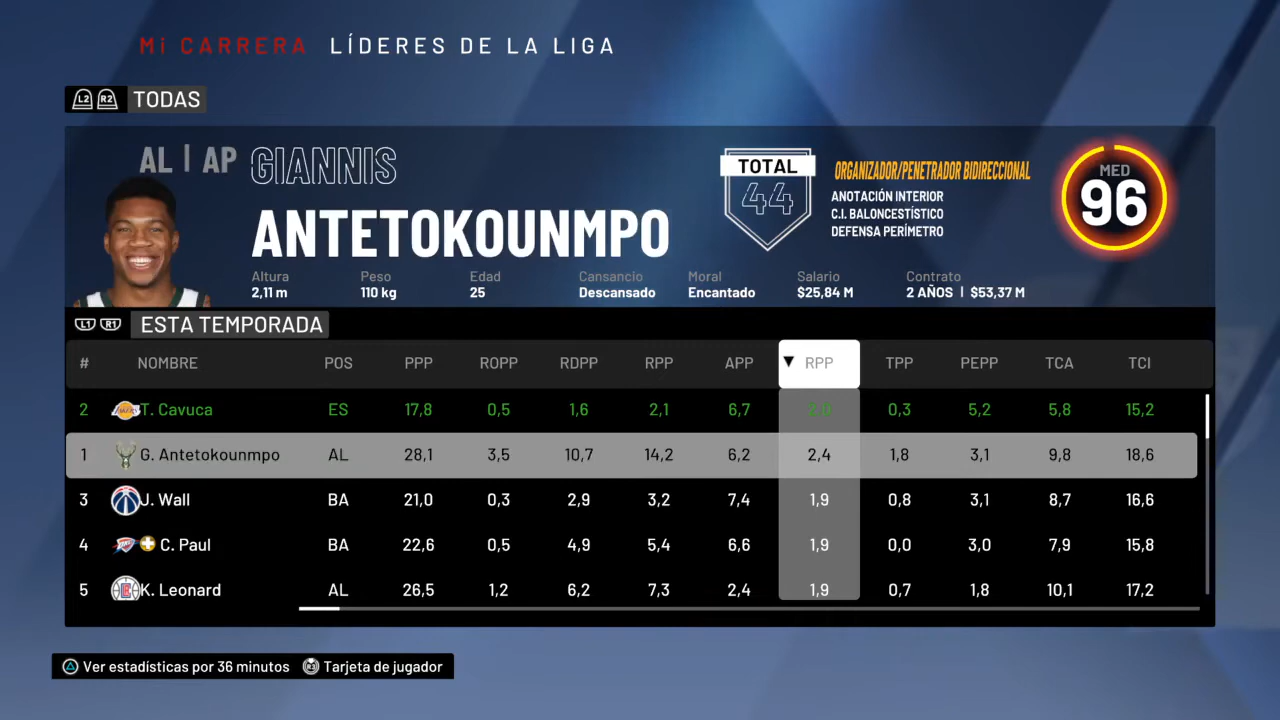 Mi CARRERA LÍDERES DE LA LIGA
L2 R2 TODAS
AL | AP GIANNIS
ANTETOKOUNMPO
TOTAL
44
ORGANIZADOR/PENETRADOR BIDIRECCIONAL
ANOTACIÓN INTERIOR
C.I. BALONCESTÍSTICO
DEFENSA PERÍMETRO
MED
96
Altura Peso Edad Cansancio Moral Salario Contrato
2,11 m 110 kg 25 Descansado Encantado $25,84 M 2 AÑOS | $53,37 M
L1 R1 ESTA TEMPORADA
# NOMBRE POS PPP ROPP RDPP RPP APP ▼ RPP TPP PEPP TCA TCI
2 T. Cavuca ES 17,8 0,5 1,6 2,1 6,7 2,0 0,3 5,2 5,8 15,2
1 G. Antetokounmpo AL 28,1 3,5 10,7 14,2 6,2 2,4 1,8 3,1 9,8 18,6
3 J. Wall BA 21,0 0,3 2,9 3,2 7,4 1,9 0,8 3,1 8,7 16,6
4 C. Paul BA 22,6 0,5 4,9 5,4 6,6 1,9 0,0 3,0 7,9 15,8
5 K. Leonard AL 26,5 1,2 6,2 7,3 2,4 1,9 0,7 1,8 10,1 17,2
Ver estadísticas por 36 minutos R3 Tarjeta de jugador